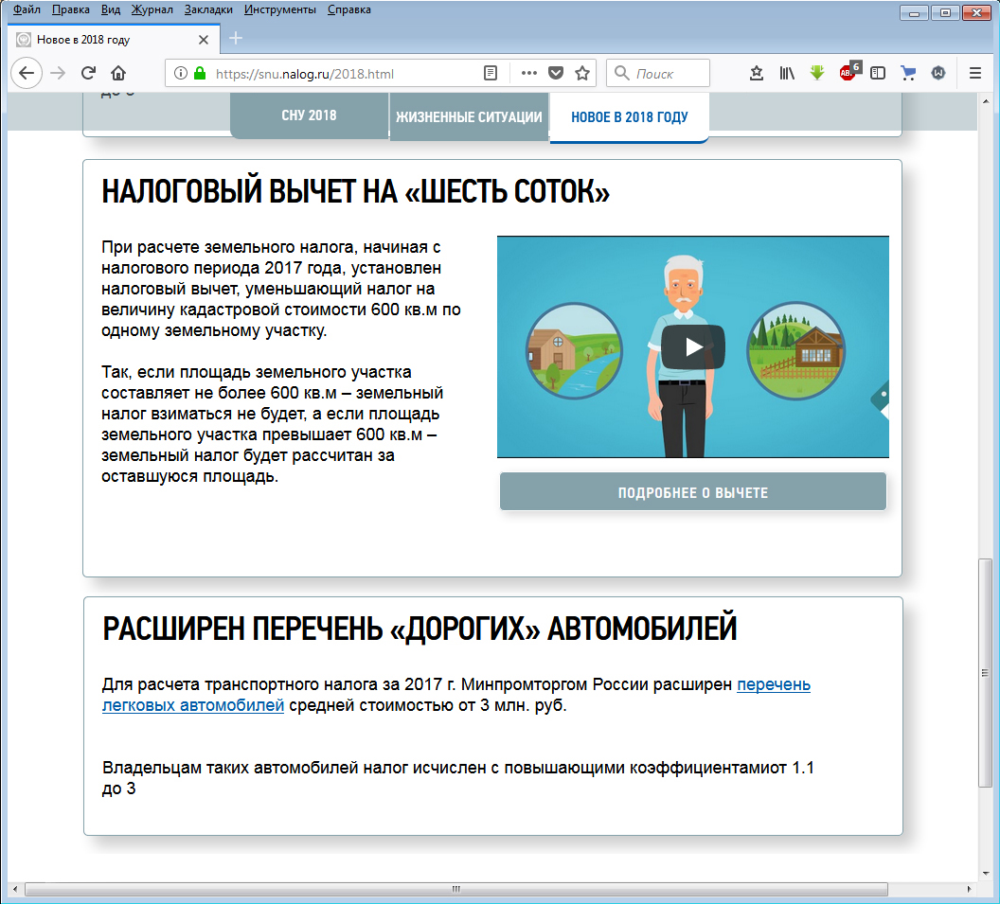 Файл Правка Вид Журнал Закладки Инструменты Справка
Новое в 2018 году
https://snu.nalog.ru/2018.html
Поиск
ABP 6
W
СНУ 2018 ЖИЗНЕННЫЕ СИТУАЦИИ НОВОЕ В 2018 ГОДУ
НАЛОГОВЫЙ ВЫЧЕТ НА «ШЕСТЬ СОТОК»
При расчете земельного налога, начиная с
налогового периода 2017 года, установлен
налоговый вычет, уменьшающий налог на
величину кадастровой стоимости 600 кв.м по
одному земельному участку.
Так, если площадь земельного участка
составляет не более 600 кв.м – земельный
налог взиматься не будет, а если площадь
земельного участка превышает 600 кв.м –
земельный налог будет рассчитан за
оставшуюся площадь.
ПОДРОБНЕЕ О ВЫЧЕТЕ
РАСШИРЕН ПЕРЕЧЕНЬ «ДОРОГИХ» АВТОМОБИЛЕЙ
Для расчета транспортного налога за 2017 г. Минпромторгом России расширен перечень
легковых автомобилей средней стоимостью от 3 млн. руб.
Владельцам таких автомобилей налог исчислен с повышающими коэффициентамиот 1.1
до 3